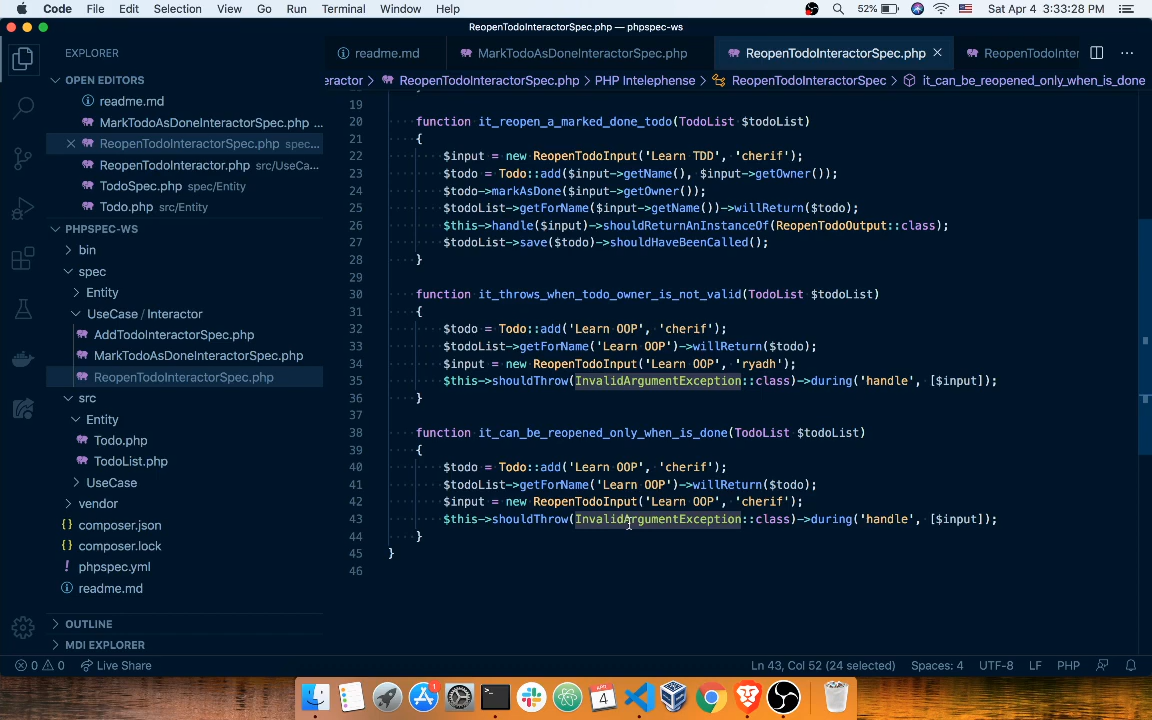 Code File Edit Selection View Go Run Terminal Window Help 52% Sat Apr 4 3:33:28 PM
ReopenTodoInteractorSpec.php — phpspec-ws
EXPLORER
readme.md MarkTodoAsDoneInteractorSpec.php ReopenTodoInteractorSpec.php × ReopenTodoInter
OPEN EDITORS
eractor > ReopenTodoInteractorSpec.php > PHP Intelephense > ReopenTodoInteractorSpec > it_can_be_reopened_only_when_is_done
readme.md
MarkTodoAsDoneInteractorSpec.php ...
ReopenTodoInteractorSpec.php spec...
ReopenTodoInteractor.php src/UseCa...
TodoSpec.php spec/Entity
Todo.php src/Entity
PHPSPEC-WS
bin
spec
Entity
UseCase / Interactor
AddTodoInteractorSpec.php
MarkTodoAsDoneInteractorSpec.php
ReopenTodoInteractorSpec.php
src
Entity
Todo.php
TodoList.php
UseCase
vendor
composer.json
composer.lock
phpspec.yml
readme.md
OUTLINE
MDI EXPLORER
19
20 function it_reopen_a_marked_done_todo(TodoList $todoList)
21 {
22 $input = new ReopenTodoInput('Learn TDD', 'cherif');
23 $todo = Todo::add($input->getName(), $input->getOwner());
24 $todo->markAsDone($input->getOwner());
25 $todoList->getForName($input->getName())->willReturn($todo);
26 $this->handle($input)->shouldReturnAnInstanceOf(ReopenTodoOutput::class);
27 $todoList->save($todo)->shouldHaveBeenCalled();
28 }
29
30 function it_throws_when_todo_owner_is_not_valid(TodoList $todoList)
31 {
32 $todo = Todo::add('Learn OOP', 'cherif');
33 $todoList->getForName('Learn OOP')->willReturn($todo);
34 $input = new ReopenTodoInput('Learn OOP', 'ryadh');
35 $this->shouldThrow(InvalidArgumentException::class)->during('handle', [$input]);
36 }
37
38 function it_can_be_reopened_only_when_is_done(TodoList $todoList)
39 {
40 $todo = Todo::add('Learn OOP', 'cherif');
41 $todoList->getForName('Learn OOP')->willReturn($todo);
42 $input = new ReopenTodoInput('Learn OOP', 'cherif');
43 $this->shouldThrow(InvalidArgumentException::class)->during('handle', [$input]);
44 }
45 }
46
0 0 Live Share Ln 43, Col 52 (24 selected) Spaces: 4 UTF-8 LF PHP